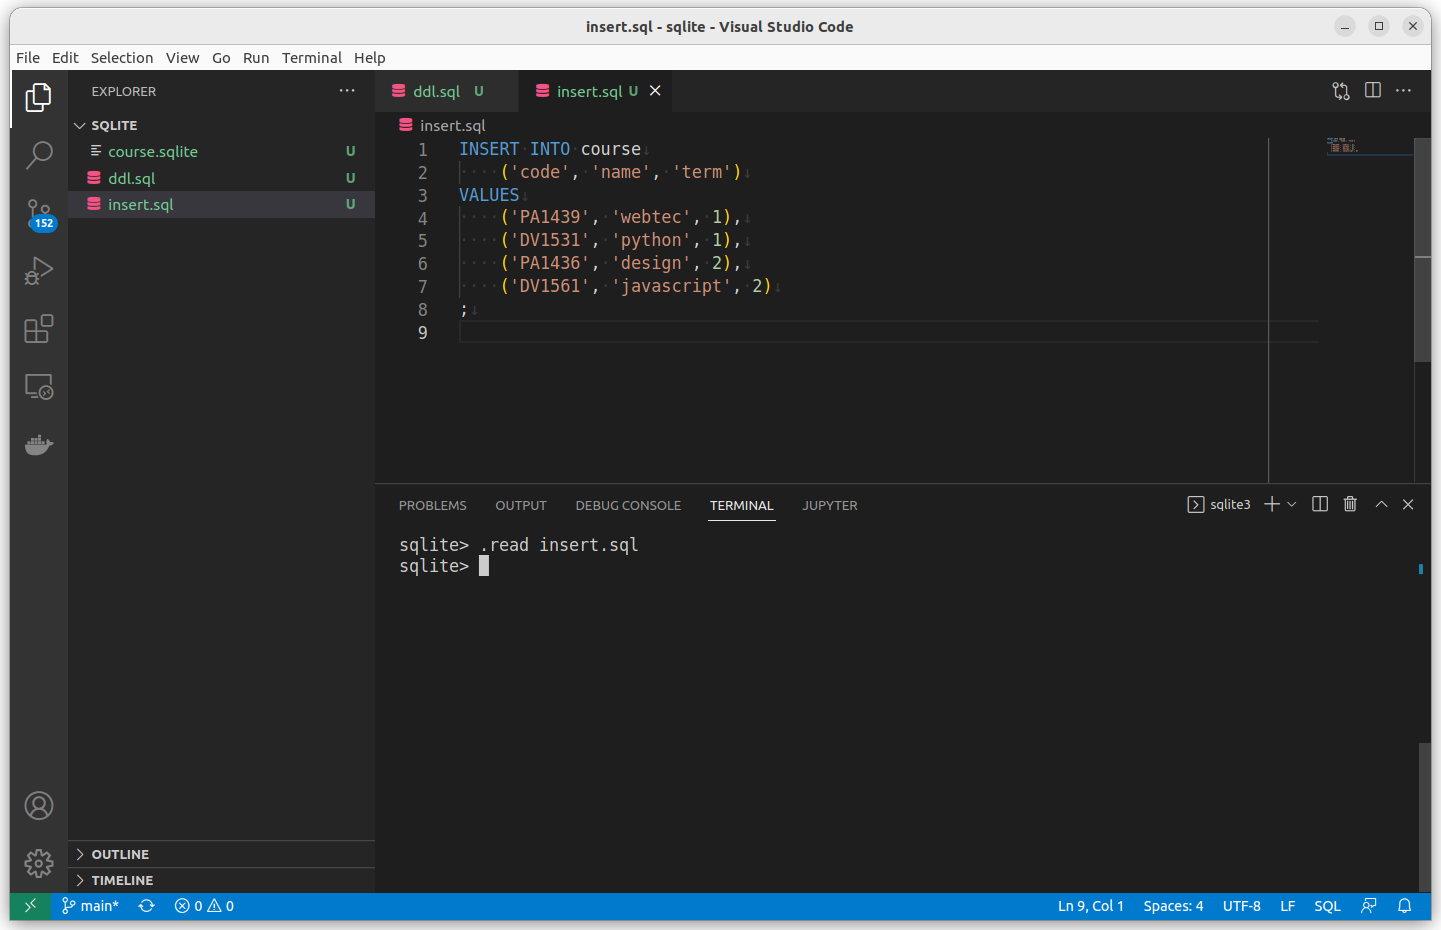 insert.sql - sqlite - Visual Studio Code
File Edit Selection View Go Run Terminal Help
EXPLORER
SQLITE
course.sqlite U
ddl.sql U
insert.sql U
152
OUTLINE
TIMELINE
ddl.sql U
insert.sql U
insert.sql
1 INSERT INTO course
2 ('code', 'name', 'term')
3 VALUES
4 ('PA1439', 'webtec', 1),
5 ('DV1531', 'python', 1),
6 ('PA1436', 'design', 2),
7 ('DV1561', 'javascript', 2)
8 ;
9
PROBLEMS OUTPUT DEBUG CONSOLE TERMINAL JUPYTER
sqlite3
sqlite> .read insert.sql
sqlite>
main* 0 0 Ln 9, Col 1 Spaces: 4 UTF-8 LF SQL